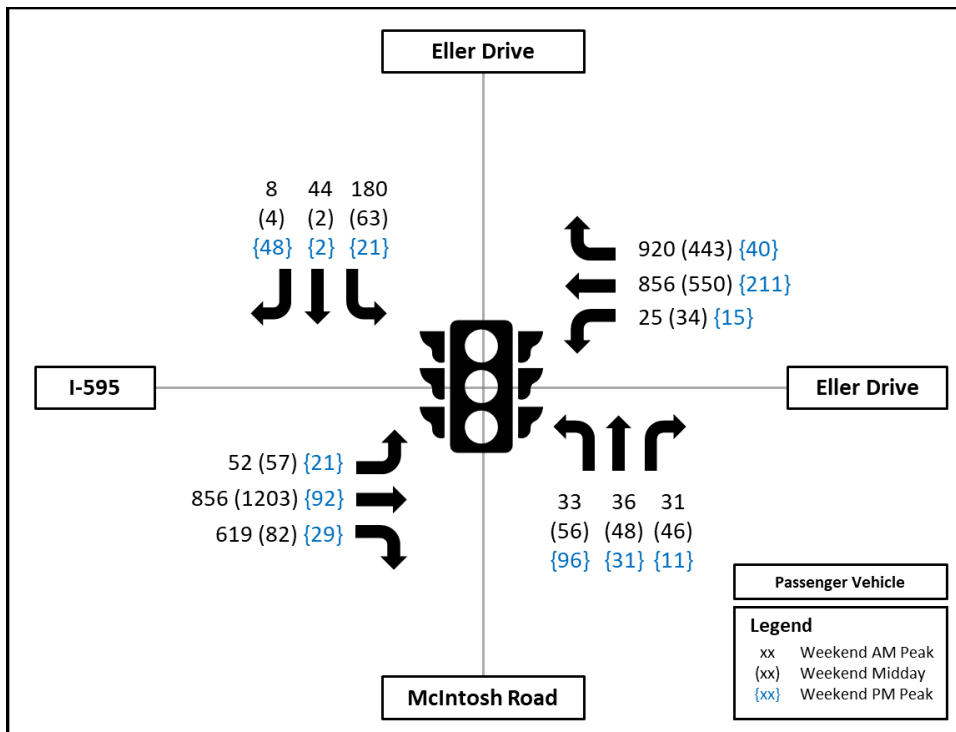 Eller Drive
8 44 180
(4) (2) (63)
{48} {2} {21}
920 (443) {40}
856 (550) {211}
25 (34) {15}
I-595
Eller Drive
52 (57) {21}
856 (1203) {92}
619 (82) {29}
33 36 31
(56) (48) (46)
{96} {31} {11}
Passenger Vehicle
Legend
xx Weekend AM Peak
(xx) Weekend Midday
{xx} Weekend PM Peak
McIntosh Road